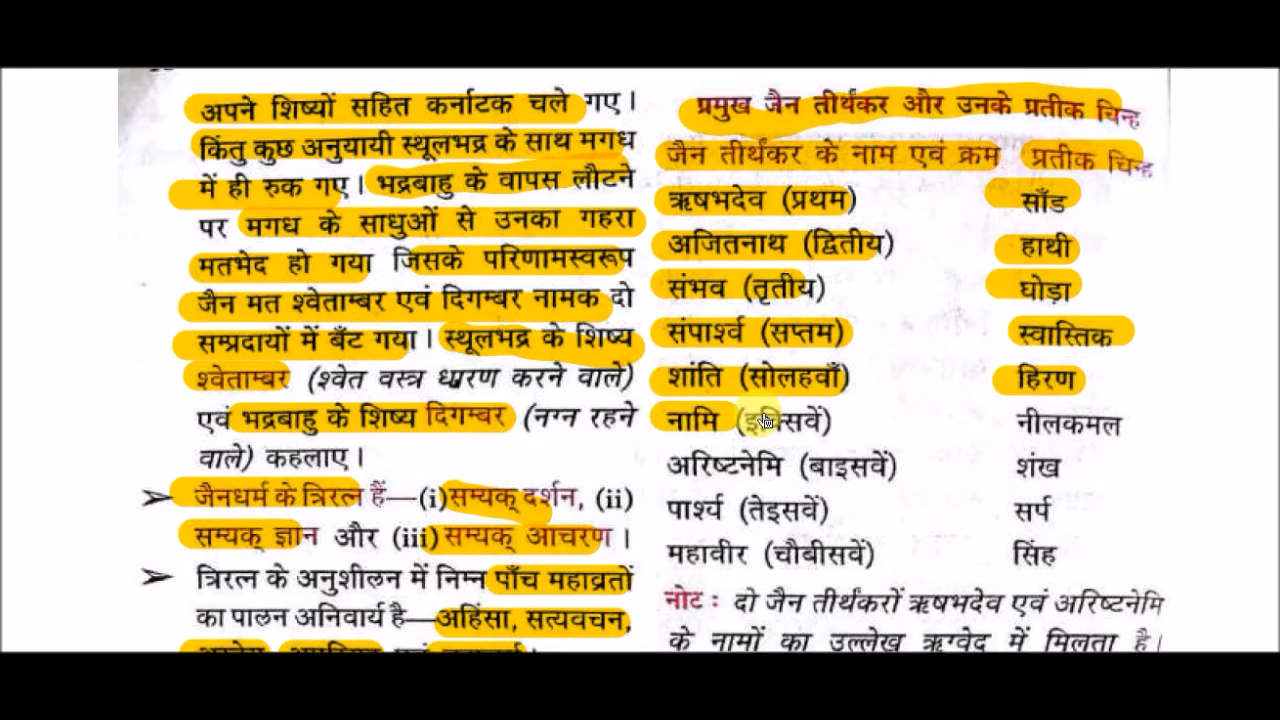 अपने शिष्यों सहित कर्नाटक चले गए।
किंतु कुछ अनुयायी स्थूलभद्र के साथ मगध
में ही रुक गए। भद्रबाहु के वापस लौटने
पर मगध के साधुओं से उनका गहरा
मतभेद हो गया जिसके परिणामस्वरूप
जैन मत श्वेताम्बर एवं दिगम्बर नामक दो
सम्प्रदायों में बँट गया। स्थूलभद्र के शिष्य
श्वेताम्बर (श्वेत वस्त्र धारण करने वाले)
एवं भद्रबाहु के शिष्य दिगम्बर (नग्न रहने
वाले) कहलाए।
➢ जैनधर्म के त्रिरत्न हैं—(i) सम्यक् दर्शन, (ii)
सम्यक् ज्ञान और (iii) सम्यक् आचरण।
➢ त्रिरत्न के अनुशीलन में निम्न पाँच महाव्रतों
का पालन अनिवार्य है—अहिंसा, सत्यवचन,
प्रमुख जैन तीर्थंकर और उनके प्रतीक चिन्ह
जैन तीर्थंकर के नाम एवं क्रम प्रतीक चिन्ह
ऋषभदेव (प्रथम) साँड
अजितनाथ (द्वितीय) हाथी
संभव (तृतीय) घोड़ा
संपार्श्व (सप्तम) स्वास्तिक
शांति (सोलहवाँ) हिरण
नामि (इक्सिवें) नीलकमल
अरिष्टनेमि (बाइसवें) शंख
पार्श्व (तेइसवें) सर्प
महावीर (चौबीसवें) सिंह
नोट : दो जैन तीर्थंकरों ऋषभदेव एवं अरिष्टनेमि
के नामों का उल्लेख ऋग्वेद में मिलता है।